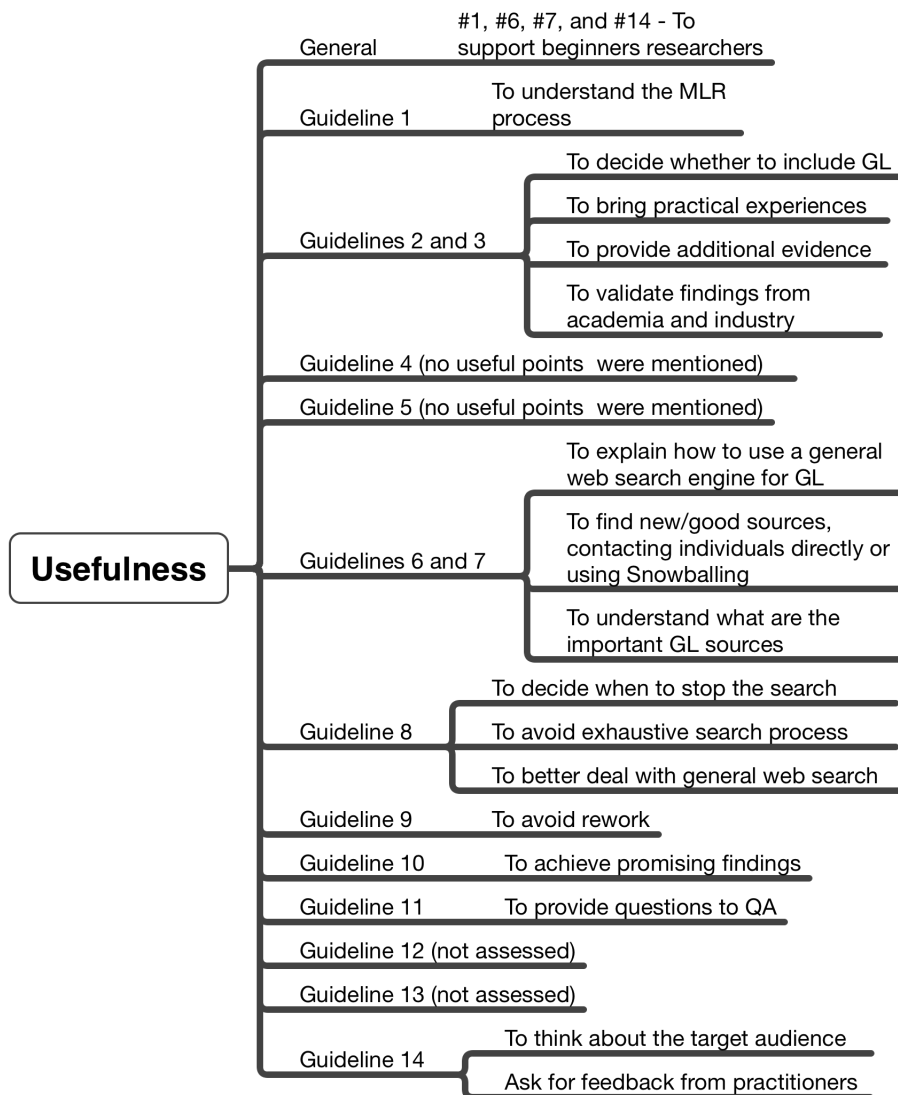 General
#1, #6, #7, and #14 - To
support beginners researchers
Guideline 1
To understand the MLR
process
Guidelines 2 and 3
To decide whether to include GL
To bring practical experiences
To provide additional evidence
To validate findings from
academia and industry
Guideline 4 (no useful points  were mentioned)
Guideline 5 (no useful points  were mentioned)
Usefulness
Guidelines 6 and 7
To explain how to use a general
web search engine for GL
To find new/good sources,
contacting individuals directly or
using Snowballing
To understand what are the
important GL sources
Guideline 8
To decide when to stop the search
To avoid exhaustive search process
To better deal with general web search
Guideline 9
To avoid rework
Guideline 10
To achieve promising findings
Guideline 11
To provide questions to QA
Guideline 12 (not assessed)
Guideline 13 (not assessed)
Guideline 14
To think about the target audience
Ask for feedback from practitioners